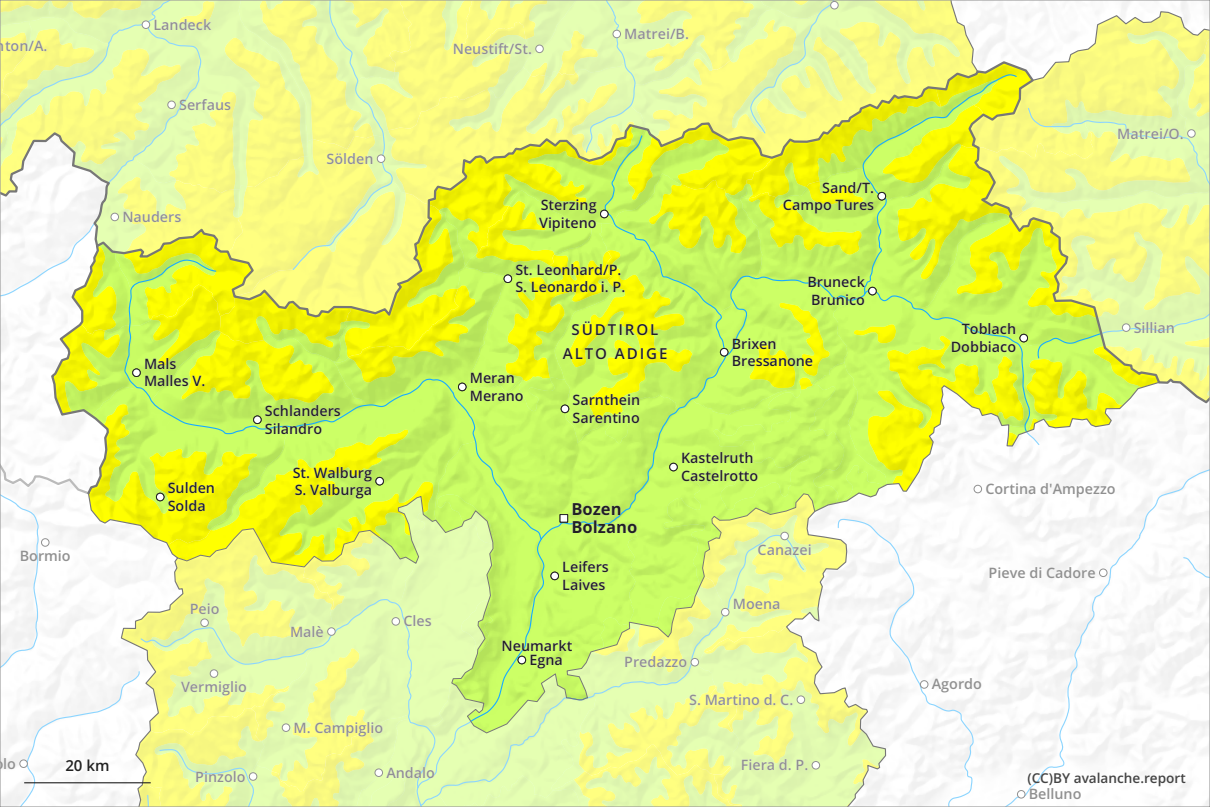 Landeck
nton/A.
Neustift/St.
Matrei/B.
Serfaus
Matrei/O.
Sölden
Nauders
Sand/T.
Campo Tures
Sterzing
Vipiteno
St. Leonhard/P.
S. Leonardo i. P.
Bruneck
Brunico
SÜDTIROL
ALTO ADIGE
Toblach
Dobbiaco
Sillian
Brixen
Bressanone
Mals
Malles V.
Meran
Merano
Sarnthein
Sarentino
Schlanders
Silandro
Kastelruth
Castelrotto
St. Walburg
S. Valburga
Sulden
Solda
Cortina d'Ampezzo
Bozen
Bolzano
Bormio
Canazei
Leifers
Laives
Pieve di Cadore
Peio
Moena
Malè
Cles
Neumarkt
Egna
Predazzo
Vermiglio
Agordo
S. Martino d. C.
M. Campiglio
20 km
olo
Pinzolo
Andalo
Fiera d. P.
(CC)BY avalanche.report
Belluno